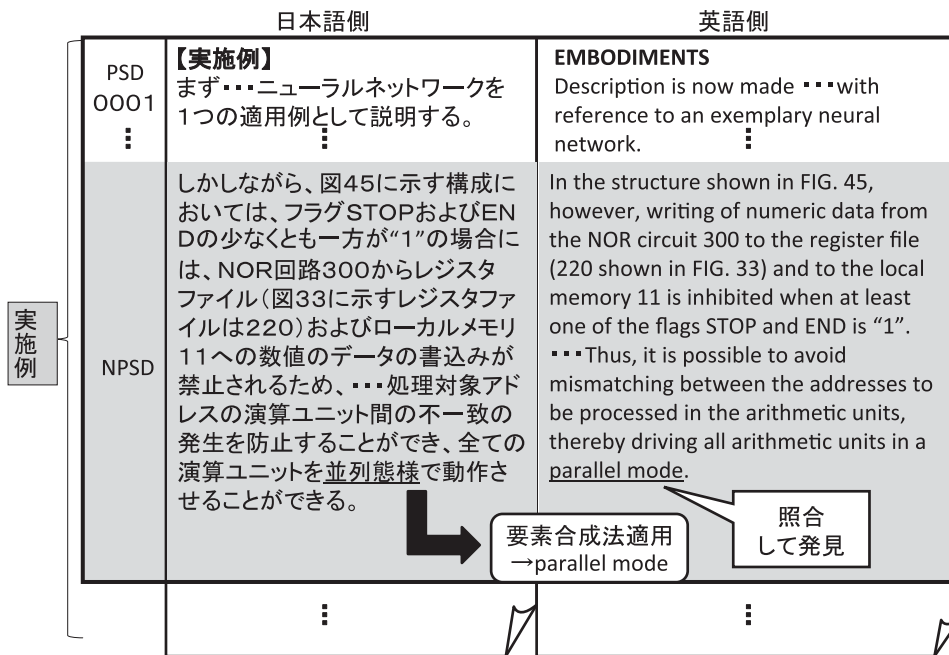 日本語側
英語側
PSD
0001
⋮
【実施例】
まず⋯ニューラルネットワークを
1つの適用例として説明する。
⋮
EMBODIMENTS
Description is now made ⋯with
reference to an exemplary neural
network.
⋮
実施例
NPSD
しかしながら、図45に示す構成に
おいては、フラグSTOPおよびEN
Dの少なくとも一方が“1”の場合に
は、NOR回路300からレジスタ
ファイル(図33に示すレジスタファ
イルは220)およびローカルメモリ
11への数値のデータの書込みが
禁止されるため、⋯処理対象アド
レスの演算ユニット間の不一致の
発生を防止することができ、全ての
演算ユニットを並列態様で動作さ
せることができる。
In the structure shown in FIG. 45,
however, writing of numeric data from
the NOR circuit 300 to the register file
(220 shown in FIG. 33) and to the local
memory 11 is inhibited when at least
one of the flags STOP and END is “1”.
⋯Thus, it is possible to avoid
mismatching between the addresses to
be processed in the arithmetic units,
thereby driving all arithmetic units in a
parallel mode.
要素合成法適用
→parallel mode
照合
して発見
⋮
⋮